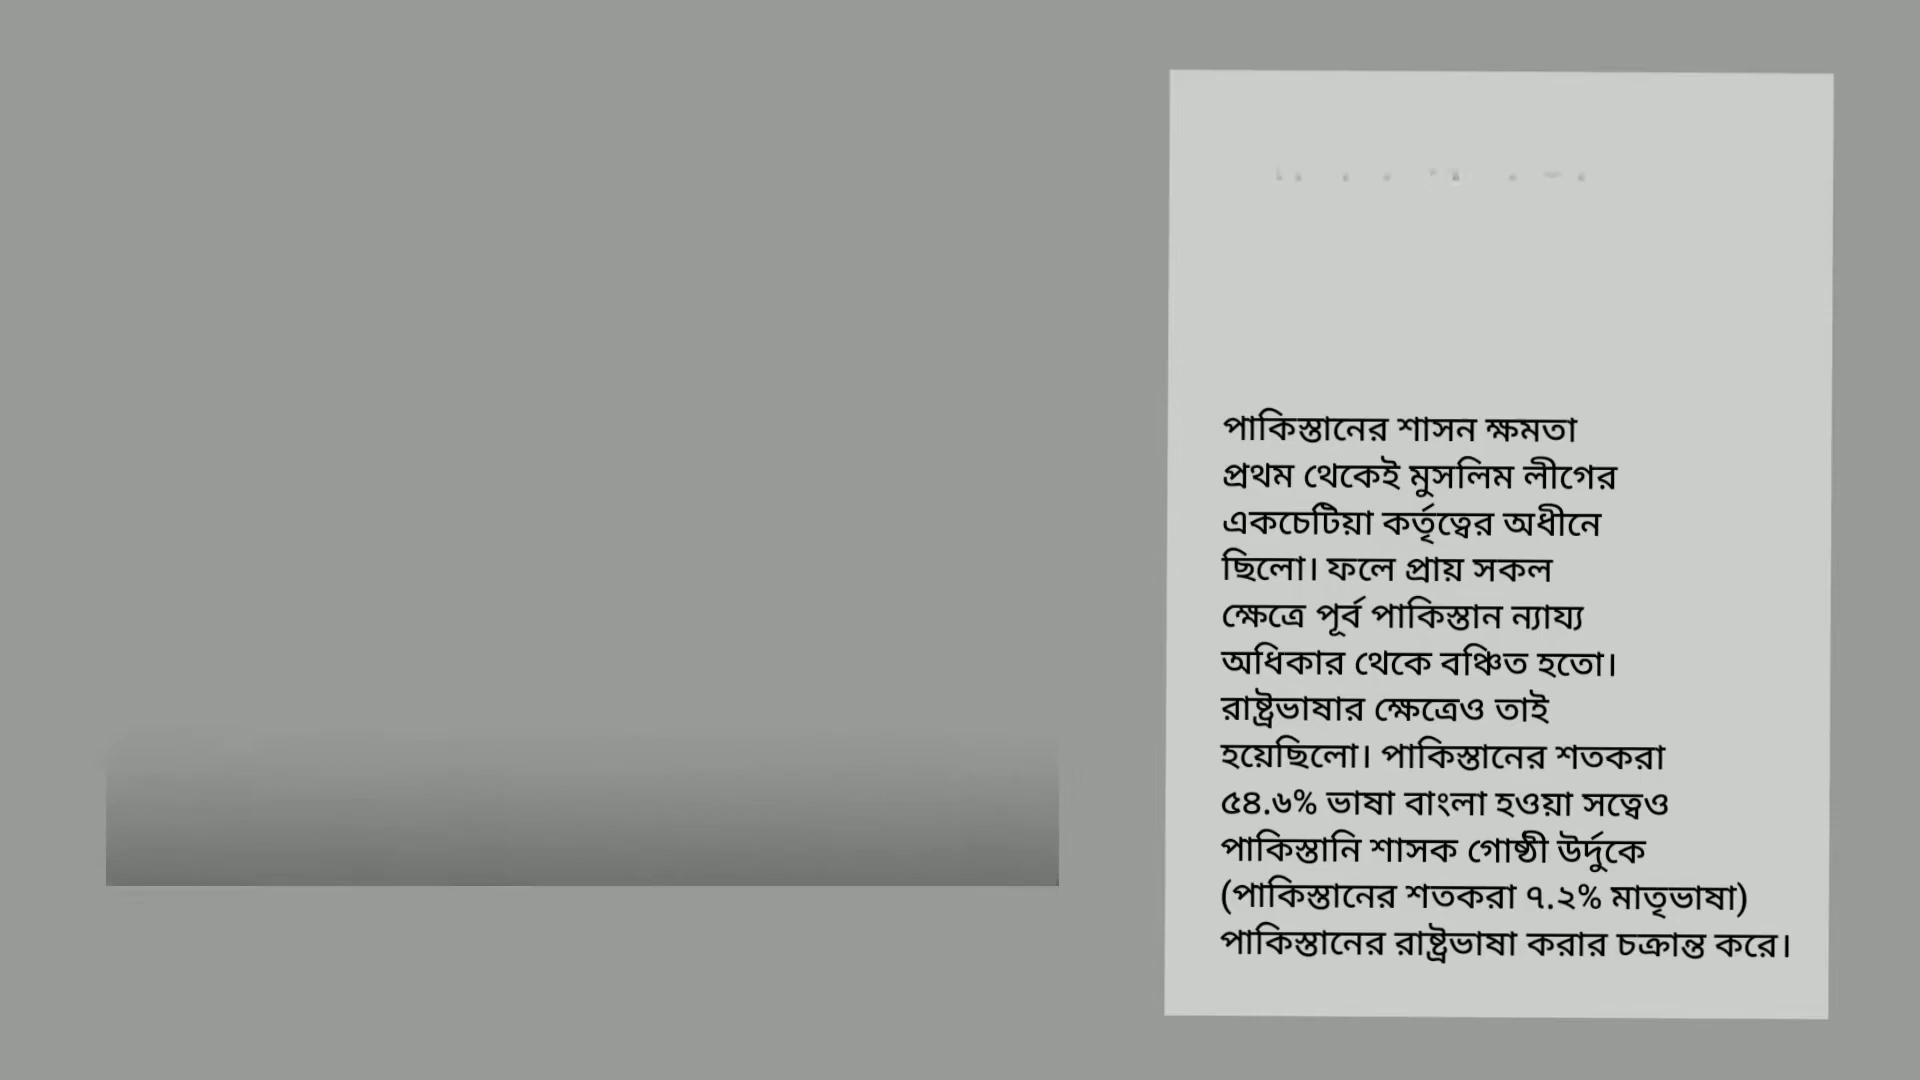 পাকিস্তানের শাসন ক্ষমতা
প্রথম থেকেই মুসলিম লীগের
একচেটিয়া কর্তৃত্বের অধীনে
ছিলো। ফলে প্রায় সকল
ক্ষেত্রে পূর্ব পাকিস্তান ন্যায্য
অধিকার থেকে বঞ্চিত হতো।
রাষ্ট্রভাষার ক্ষেত্রেও তাই
হয়েছিলো। পাকিস্তানের শতকরা
৫৪.৬% ভাষা বাংলা হওয়া সত্বেও
পাকিস্তানি শাসক গোষ্ঠী উর্দুকে
(পাকিস্তানের শতকরা ৭.২% মাতৃভাষা)
পাকিস্তানের রাষ্ট্রভাষা করার চক্রান্ত করে।